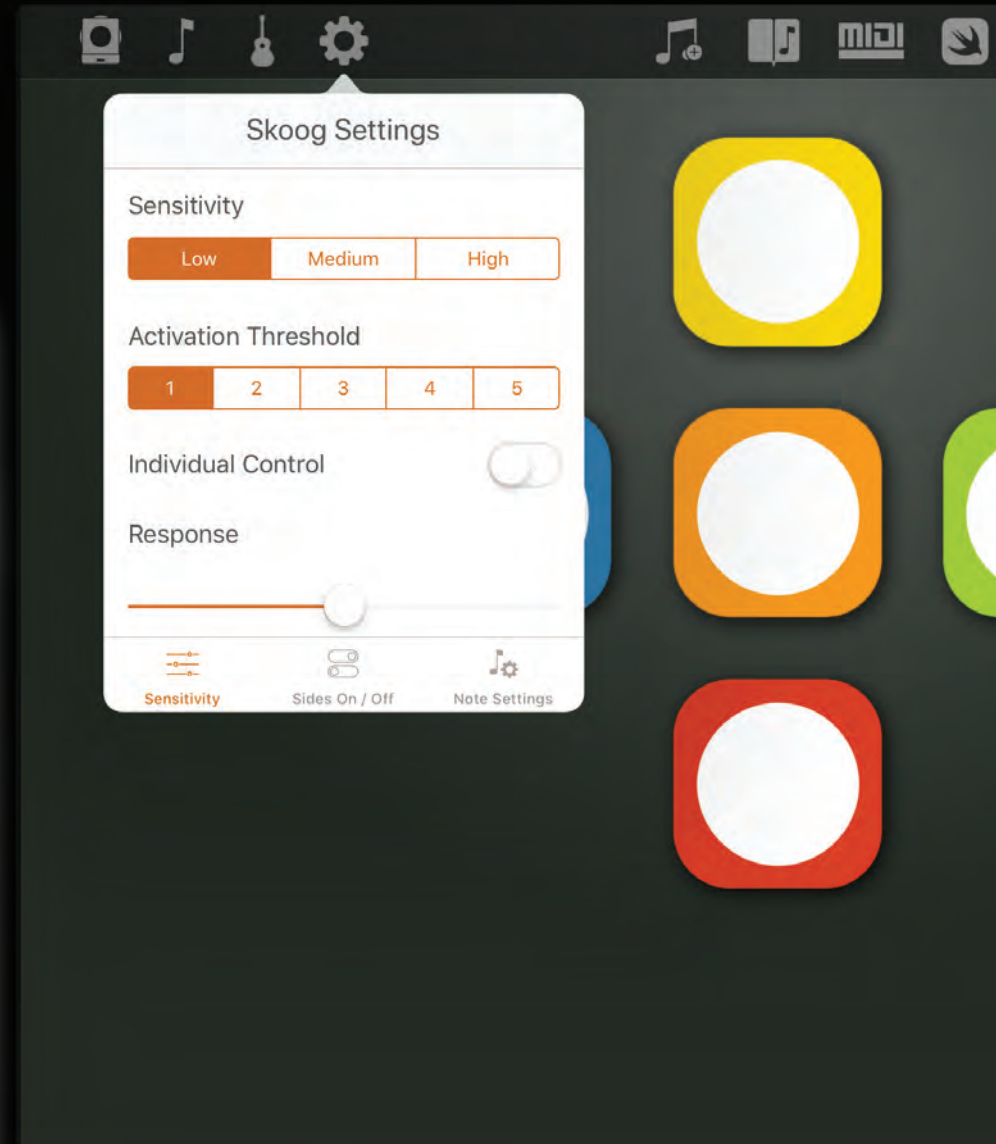 MIDI
Skoog Settings
Sensitivity
Low Medium High
Activation Threshold
1 2 3 4 5
Individual Control
Response
Sensitivity Sides On / Off Note Settings